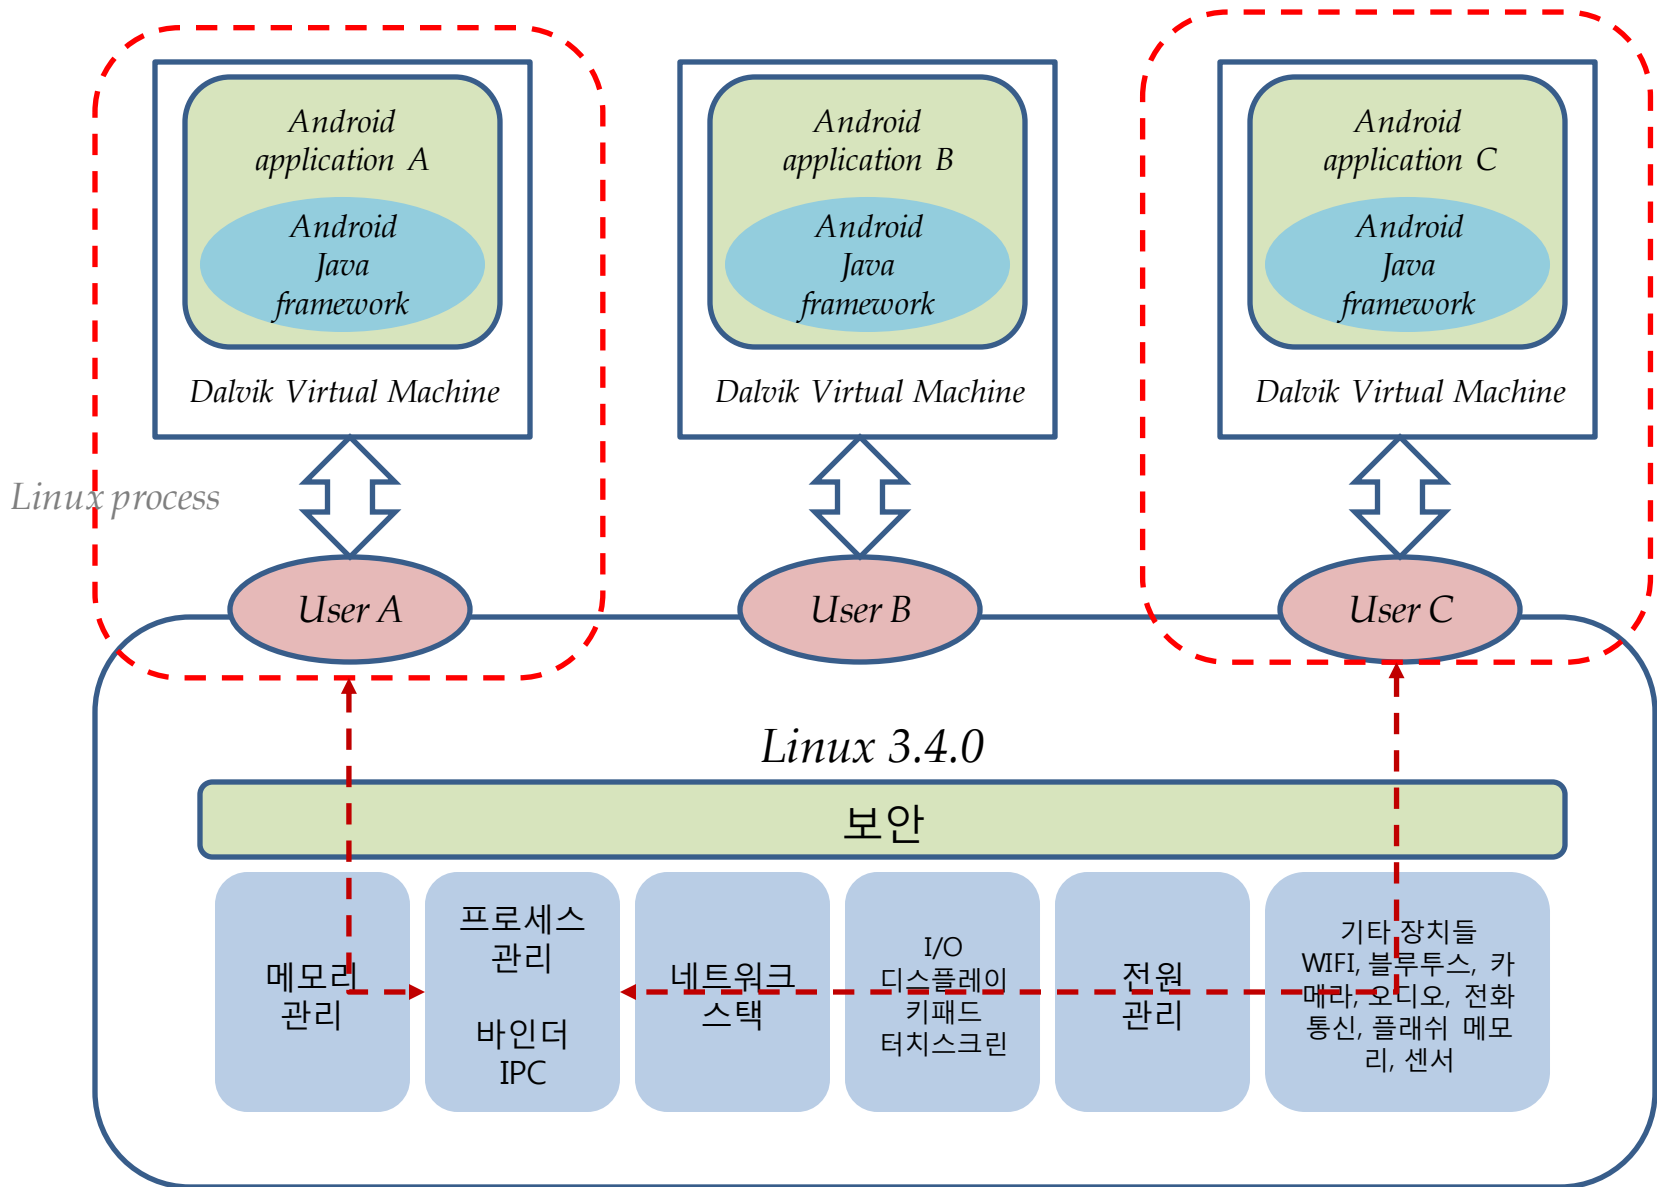 Android
application A
Android
Java
framework
Dalvik Virtual Machine
Android
application B
Android
Java
framework
Dalvik Virtual Machine
Android
application C
Android
Java
framework
Dalvik Virtual Machine
Linux process
User A
User B
User C
Linux 3.4.0
보안
메모리
관리
프로세스
관리
바인더
IPC
네트워크
스택
I/O
디스플레이
키패드
터치스크린
전원
관리
기타 장치들
WIFI, 블루투스, 카
메라, 오디오, 전화
통신, 플래쉬 메모
리, 센서